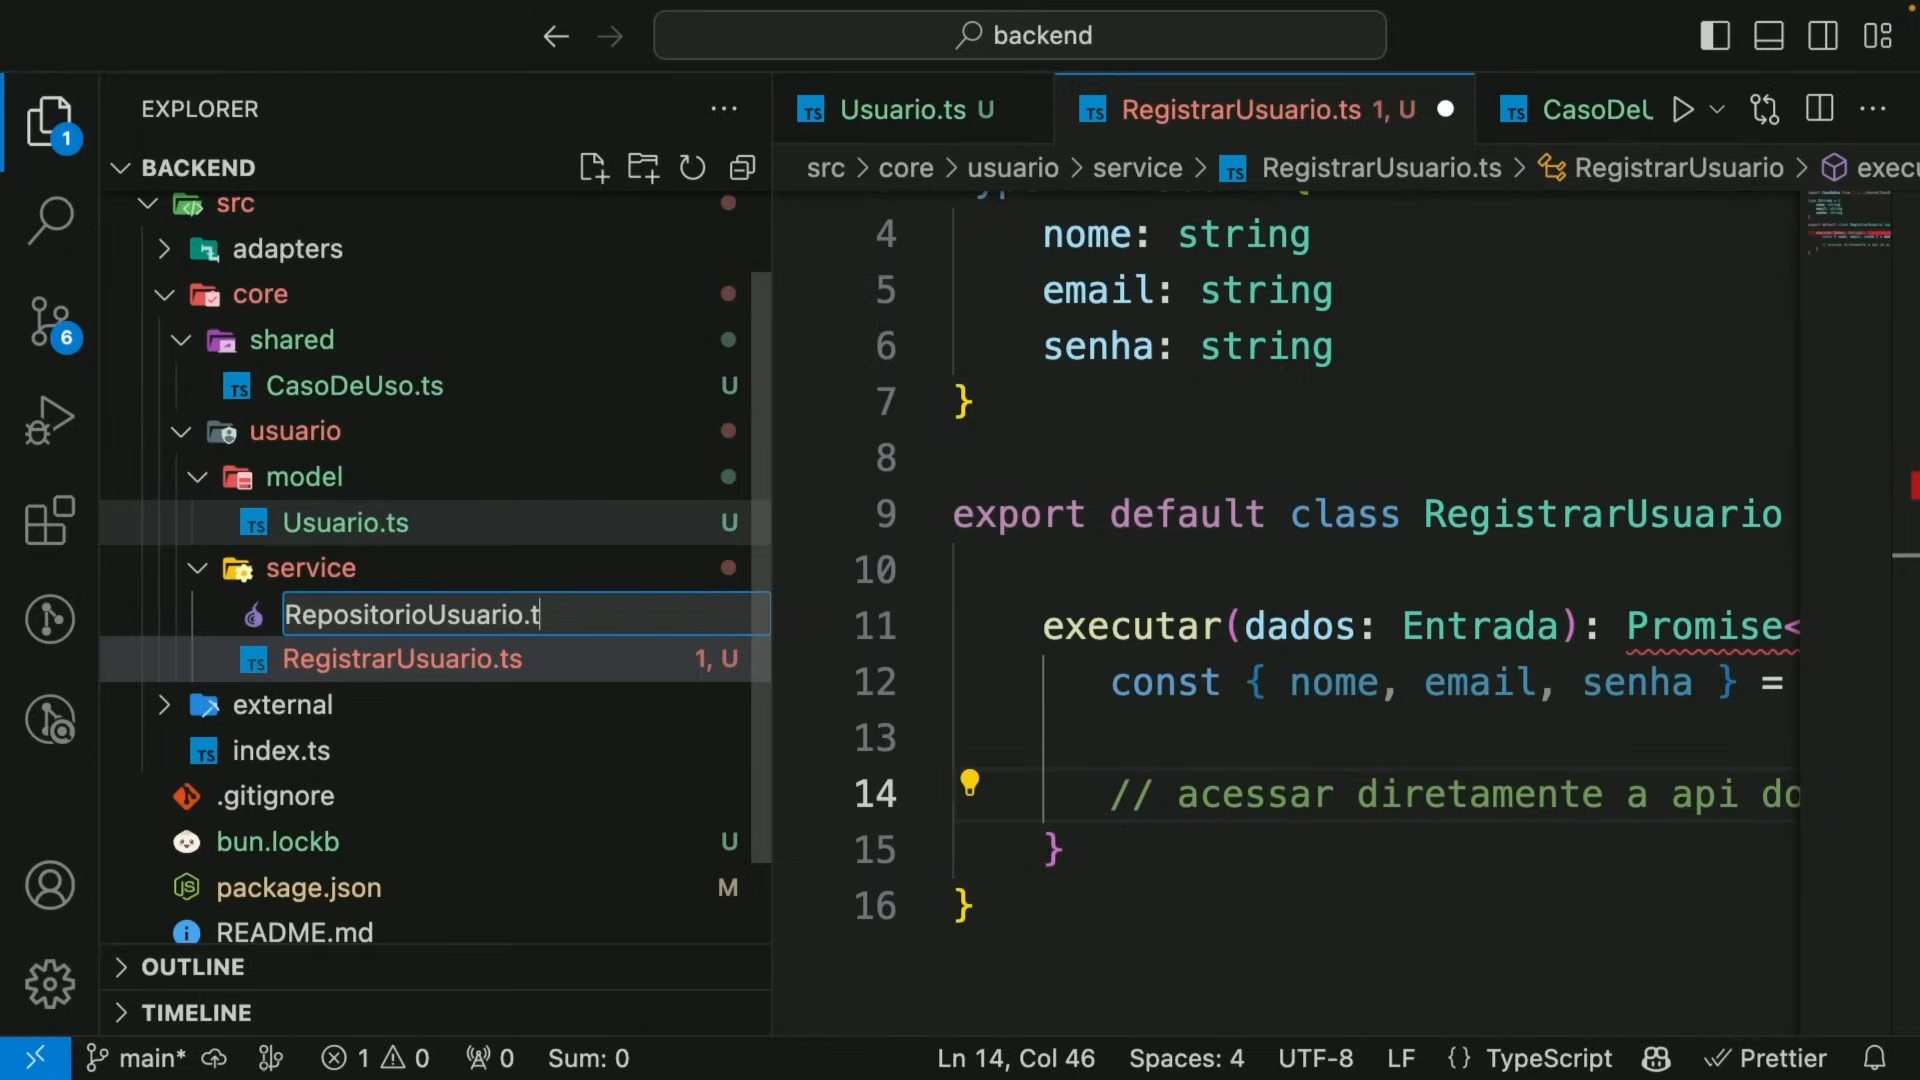 backend
EXPLORER
BACKEND
src
adapters
core
shared
CasoDeUso.ts U
usuario
model
Usuario.ts U
service
RepositorioUsuario.t
RegistrarUsuario.ts 1, U
external
index.ts
.gitignore
bun.lockb U
package.json M
README.md
OUTLINE
TIMELINE
1
6
Usuario.ts U
RegistrarUsuario.ts 1, U
CasoDeU
src > core > usuario > service > RegistrarUsuario.ts > RegistrarUsuario > execu
4 nome: string
5 email: string
6 senha: string
7 }
8
9 export default class RegistrarUsuario
10
11 executar(dados: Entrada): Promise<
12 const { nome, email, senha } =
13
14 // acessar diretamente a api do
15 }
16 }
main* 1 0 0 Sum: 0 Ln 14, Col 46 Spaces: 4 UTF-8 LF {} TypeScript Prettier